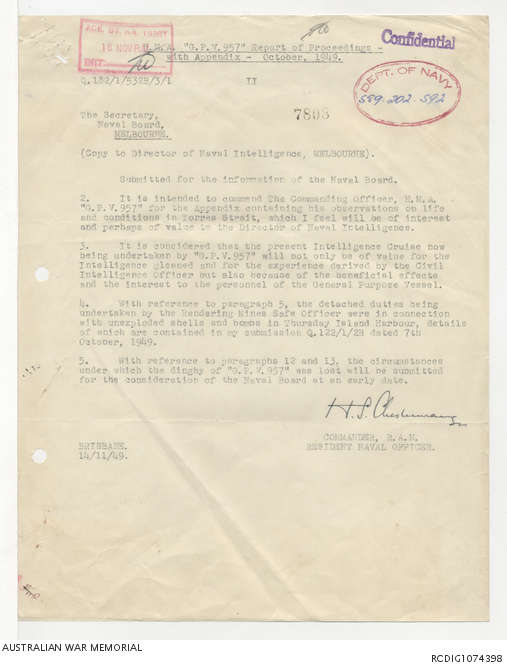 Confidential
H.M.A. "G.P.V.957" Report of Proceedings -
with Appendix - October, 1949.
DEPT. OF NAVY
559.202.592
II
Q.182/1/5325/3/1
7803
The Secretary,
Naval Board,
MELBOURNE.
(Copy to Director of Naval Intelligence, MELBOURNE).
Submitted for the information of the Naval Board.
2. It is intended to commend The Commanding Officer, H.M.A.
"G.P.V.957" for the Appendix containing his observations on life
and conditions in Torres Strait, which I feel will be of interest
and perhaps of value to the Director of Naval Intelligence.
3. It is considered that the present Intelligence Cruise now
being undertaken by "G.P.V.957" will not only be of value for the
Intelligence gleaned and for the experience derived by the Civil
Intelligence Officer but also because of the beneficial effects
and the interest to the personnel of the General Purpose Vessel.
4. With reference to paragraph 5, the detached duties being
undertaken by the Rendering Mines Safe Officer were in connection
with unexploded shells and bombs in Thursday Island Harbour, details
of which are contained in my submission Q.122/1/2B dated 7th
October, 1949.
5. With reference to paragraphs 12 and 13, the circumstances
under which the dinghy of "G.P.V.957" was lost will be submitted
for the consideration of the Naval Board at an early date.
COMMANDER, R.A.N.
RESIDENT NAVAL OFFICER.
BRISBANE.
14/11/49.
AUSTRALIAN WAR MEMORIAL
RCDIG1074398